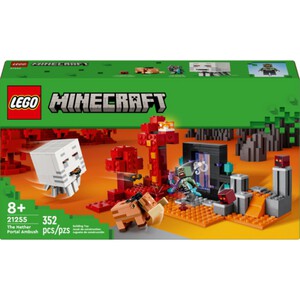 LEGO MINECRAFT
8+
21255
The Nether
Portal Ambush
352
pcs/pzs